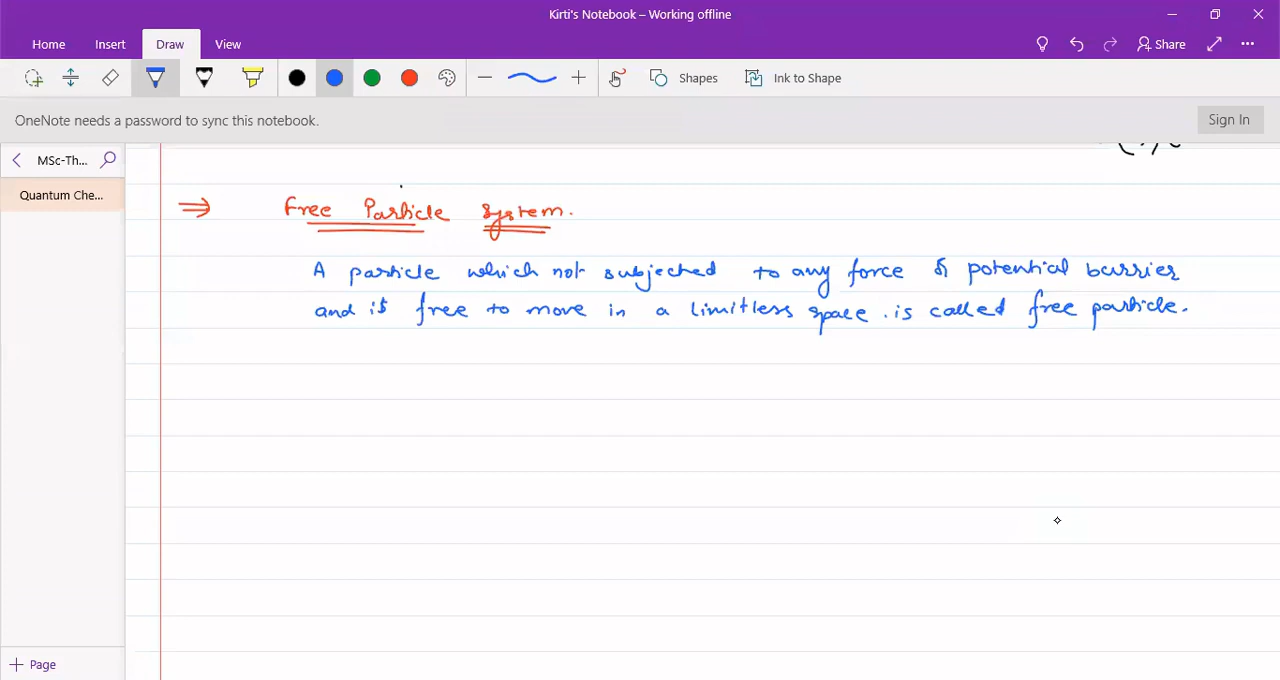 Kirti's Notebook – Working offline
Home Insert Draw View Share
Shapes Ink to Shape
OneNote needs a password to sync this notebook. Sign In
MSc-Th...
Quantum Che...
⇒ Free Particle System.
A particle which not subjected to any force or potential barrier
and is free to move in a limitless space . is called free particle.
+ Page